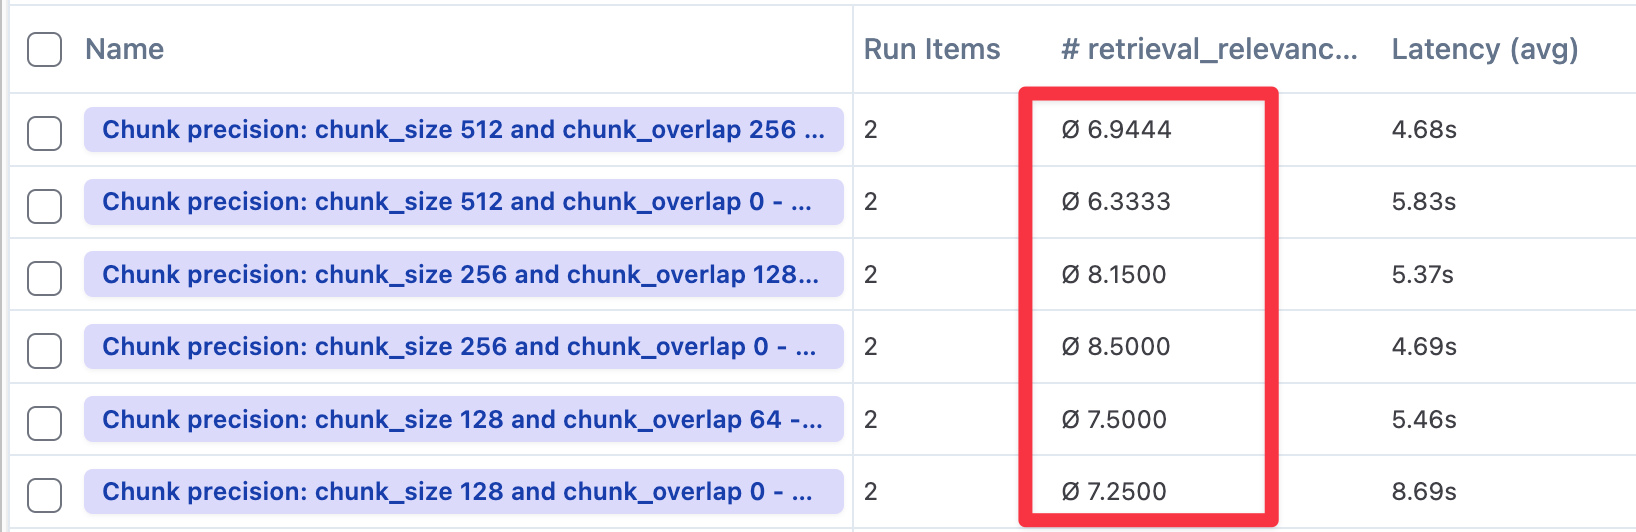 Name Run Items # retrieval_relevanc... Latency (avg)
Chunk precision: chunk_size 512 and chunk_overlap 256 ... 2 Ø 6.9444 4.68s
Chunk precision: chunk_size 512 and chunk_overlap 0 - ... 2 Ø 6.3333 5.83s
Chunk precision: chunk_size 256 and chunk_overlap 128... 2 Ø 8.1500 5.37s
Chunk precision: chunk_size 256 and chunk_overlap 0 - ... 2 Ø 8.5000 4.69s
Chunk precision: chunk_size 128 and chunk_overlap 64 -... 2 Ø 7.5000 5.46s
Chunk precision: chunk_size 128 and chunk_overlap 0 - ... 2 Ø 7.2500 8.69s